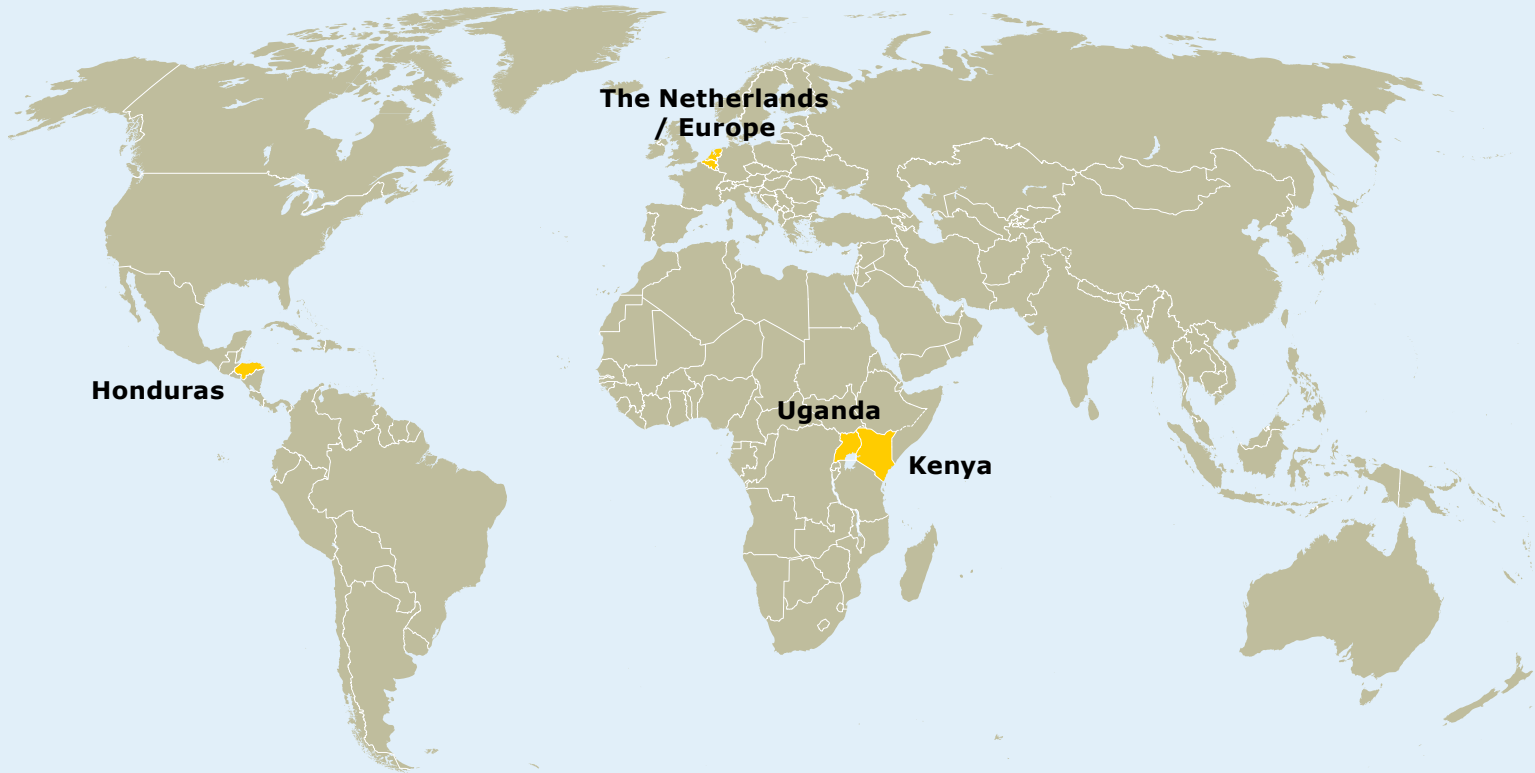 The Netherlands
/ Europe
Honduras
Uganda
Kenya